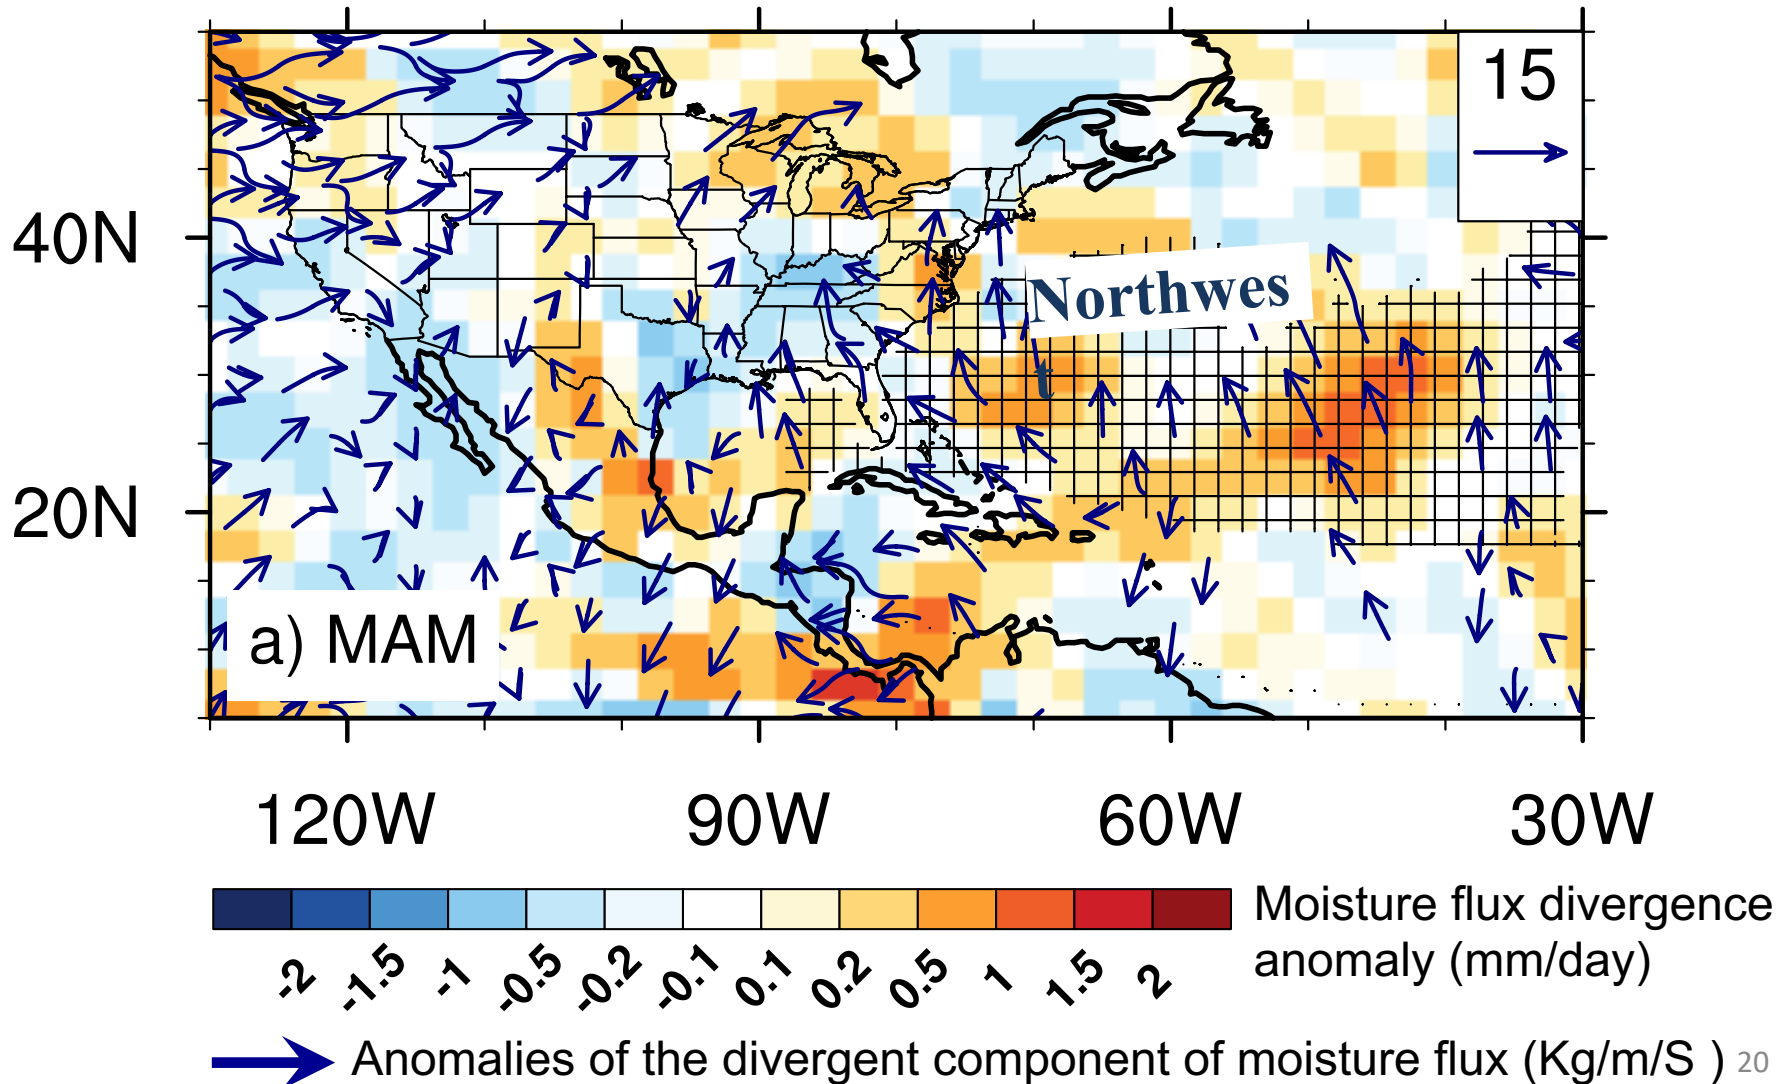 15
40N
Northwes
t
20N
a) MAM
120W 90W 60W 30W
Moisture flux divergence
anomaly (mm/day)
-2 -1.5 -1 -0.5 -0.2 -0.1 0.1 0.2 0.5 1 1.5 2
Anomalies of the divergent component of moisture flux (Kg/m/S ) 20